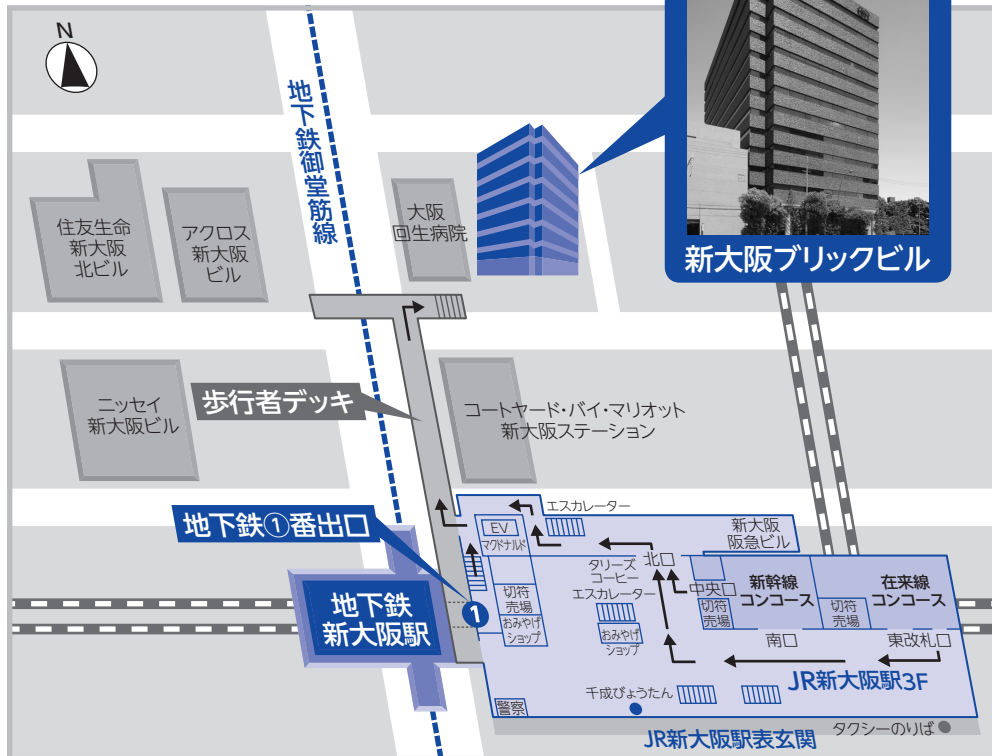 N
地下鉄御堂筋線
新大阪ブリックビル
住友生命
新大阪
北ビル
アクロス
新大阪
ビル
大阪
回生病院
ニッセイ
新大阪ビル
歩行者デッキ
コートヤード・バイ・マリオット
新大阪ステーション
地下鉄①番出口
エスカレーター
EV
マクドナルド
新大阪
阪急ビル
北口
タリーズ
コーヒー
エスカレーター
中央口
新幹線
コンコース
在来線
コンコース
地下鉄
新大阪駅
1
切符
売場
おみやげ
ショップ
おみやげ
ショップ
切符
売場
切符
売場
南口
東改札口
JR新大阪駅3F
千成びょうたん
警察
JR新大阪駅表玄関
タクシーのりば